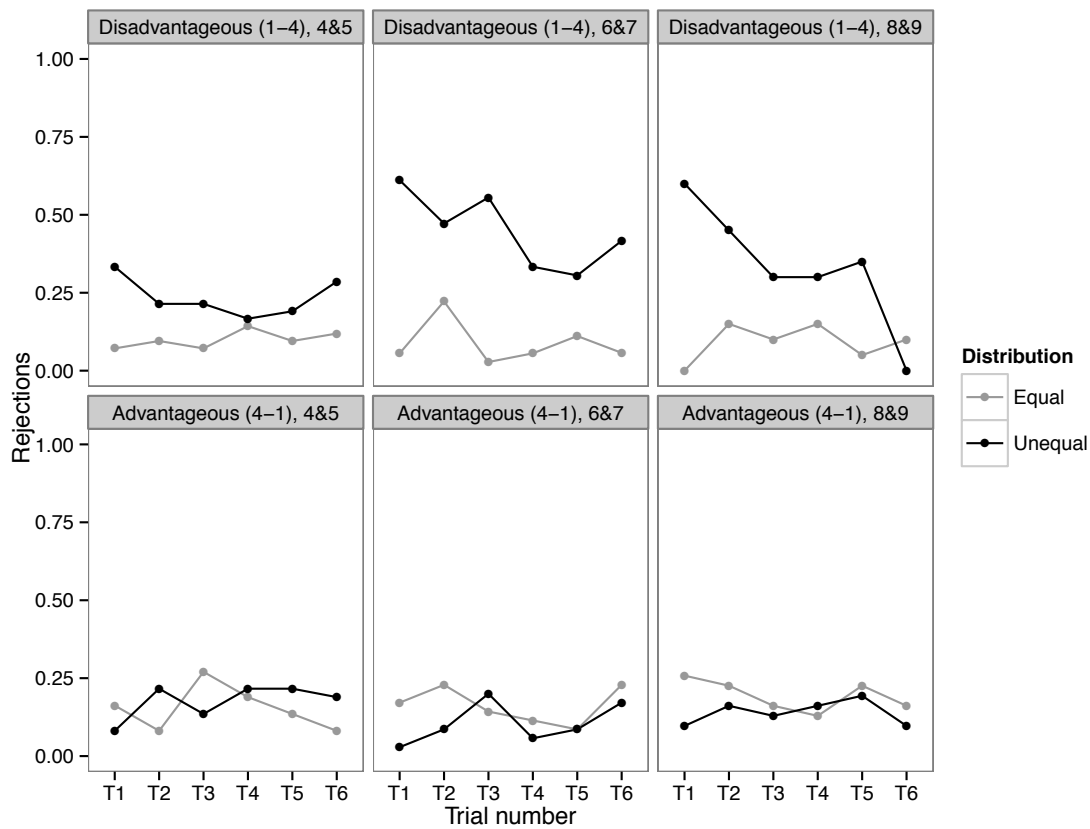 Disadvantageous (1−4), 4&5
Disadvantageous (1−4), 6&7
Disadvantageous (1−4), 8&9
1.00
0.75
0.50
0.25
0.00
Advantageous (4−1), 4&5
Advantageous (4−1), 6&7
Advantageous (4−1), 8&9
1.00
0.75
0.50
0.25
0.00
Rejections
T1 T2 T3 T4 T5 T6
T1 T2 T3 T4 T5 T6
T1 T2 T3 T4 T5 T6
Trial number
Distribution
Equal
Unequal